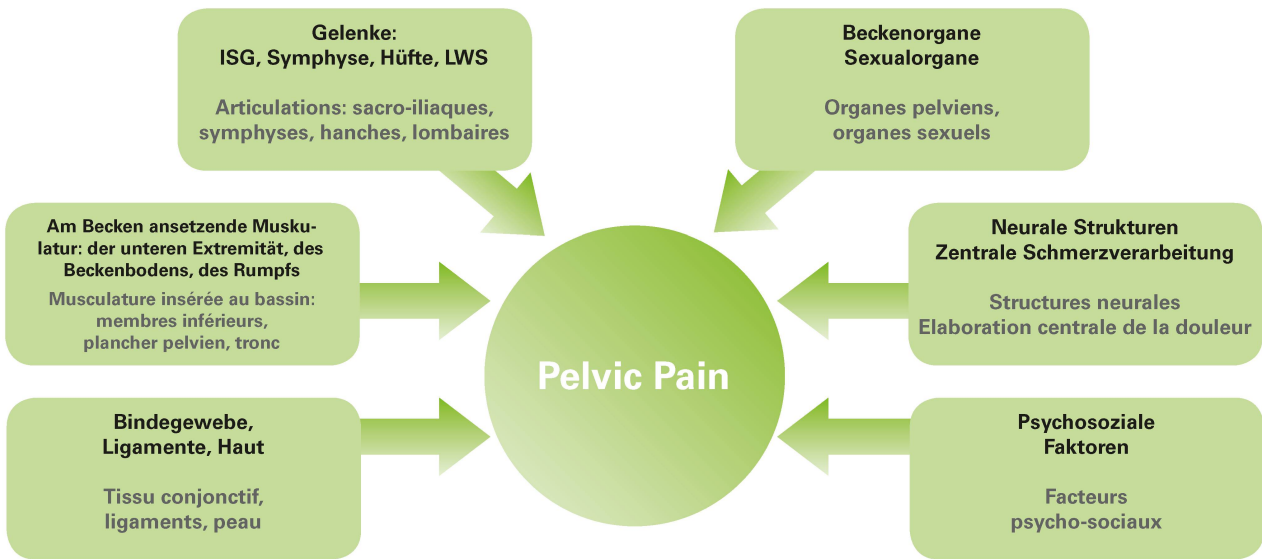 Gelenke:
ISG, Symphyse, Hüfte, LWS
Articulations: sacro-iliaques,
symphyses, hanches, lombaires
Beckenorgane
Sexualorgane
Organes pelviens,
organes sexuels
Am Becken ansetzende Musku-
latur: der unteren Extremität, des
Beckenbodens, des Rumpfs
Musculature insérée au bassin:
membres inférieurs,
plancher pelvien, tronc
Neurale Strukturen
Zentrale Schmerzverarbeitung
Structures neurales
Elaboration centrale de la douleur
Pelvic Pain
Bindegewebe,
Ligamente, Haut
Tissu conjonctif,
ligaments, peau
Psychosoziale
Faktoren
Facteurs
psycho-sociaux